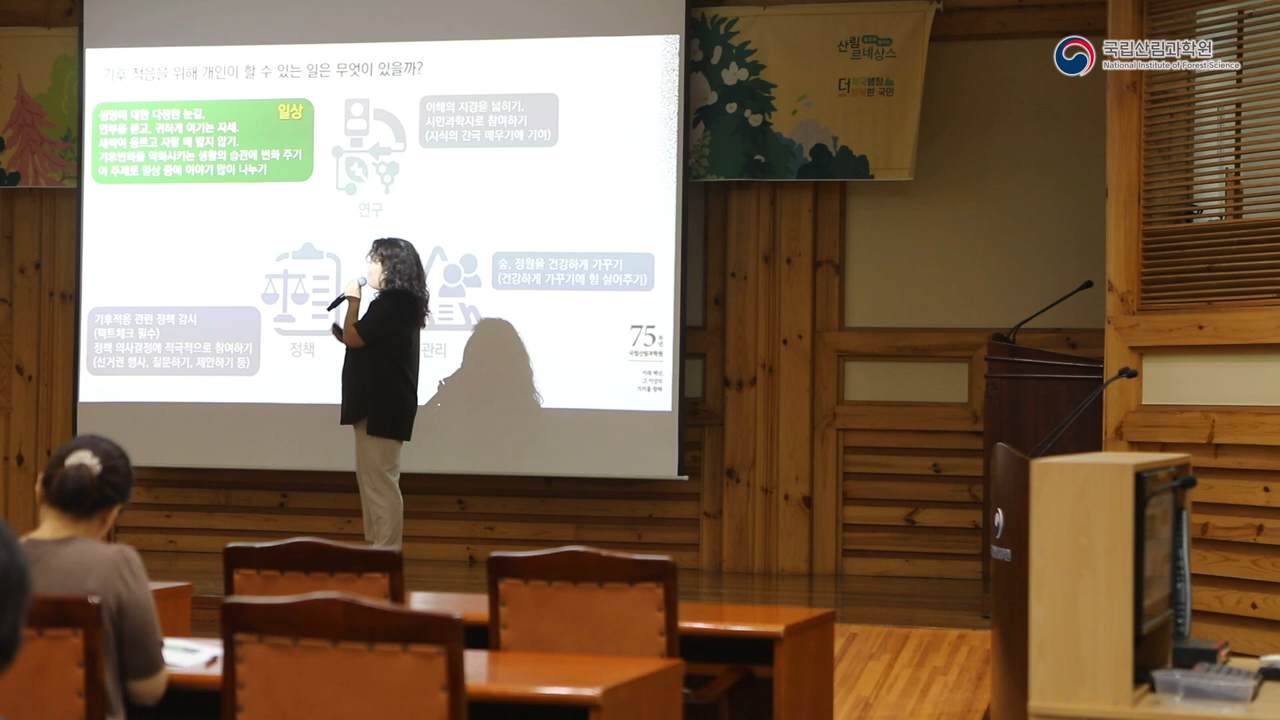 국립산림과학원
National Institute of Forest Science
산림
르네상스
기후 적응을 위해 개인이 할 수 있는 일은 무엇이 있을까?
일상
생명에 대한 다정한 눈길,
안부를 묻고, 귀하게 여기는 자세.
새싹이 움트고 자랄 때 밟지 않기.
기후변화를 악화시키는 생활의 습관에 변화 주기
이 주제로 일상 중에 이야기 많이 나누기
이해의 지경을 넓히기,
시민과학자로 참여하기
(지식의 간극 메우기에 기여)
연구
숲, 정원을 건강하게 가꾸기
(건강하게 가꾸기에 힘 실어주기)
관리
기후적응 관련 정책 감시
(팩트체크 필수)
정책 의사결정에 적극적으로 참여하기
(선거권 행사, 질문하기, 제안하기 등)
정책
75주년
국립산림과학원